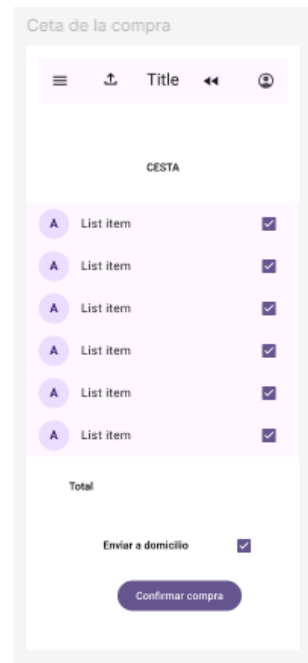 Ceta de la compra
Title
CESTA
A List item
A List item
A List item
A List item
A List item
A List item
Total
Enviar a domicilio
Confirmar compra